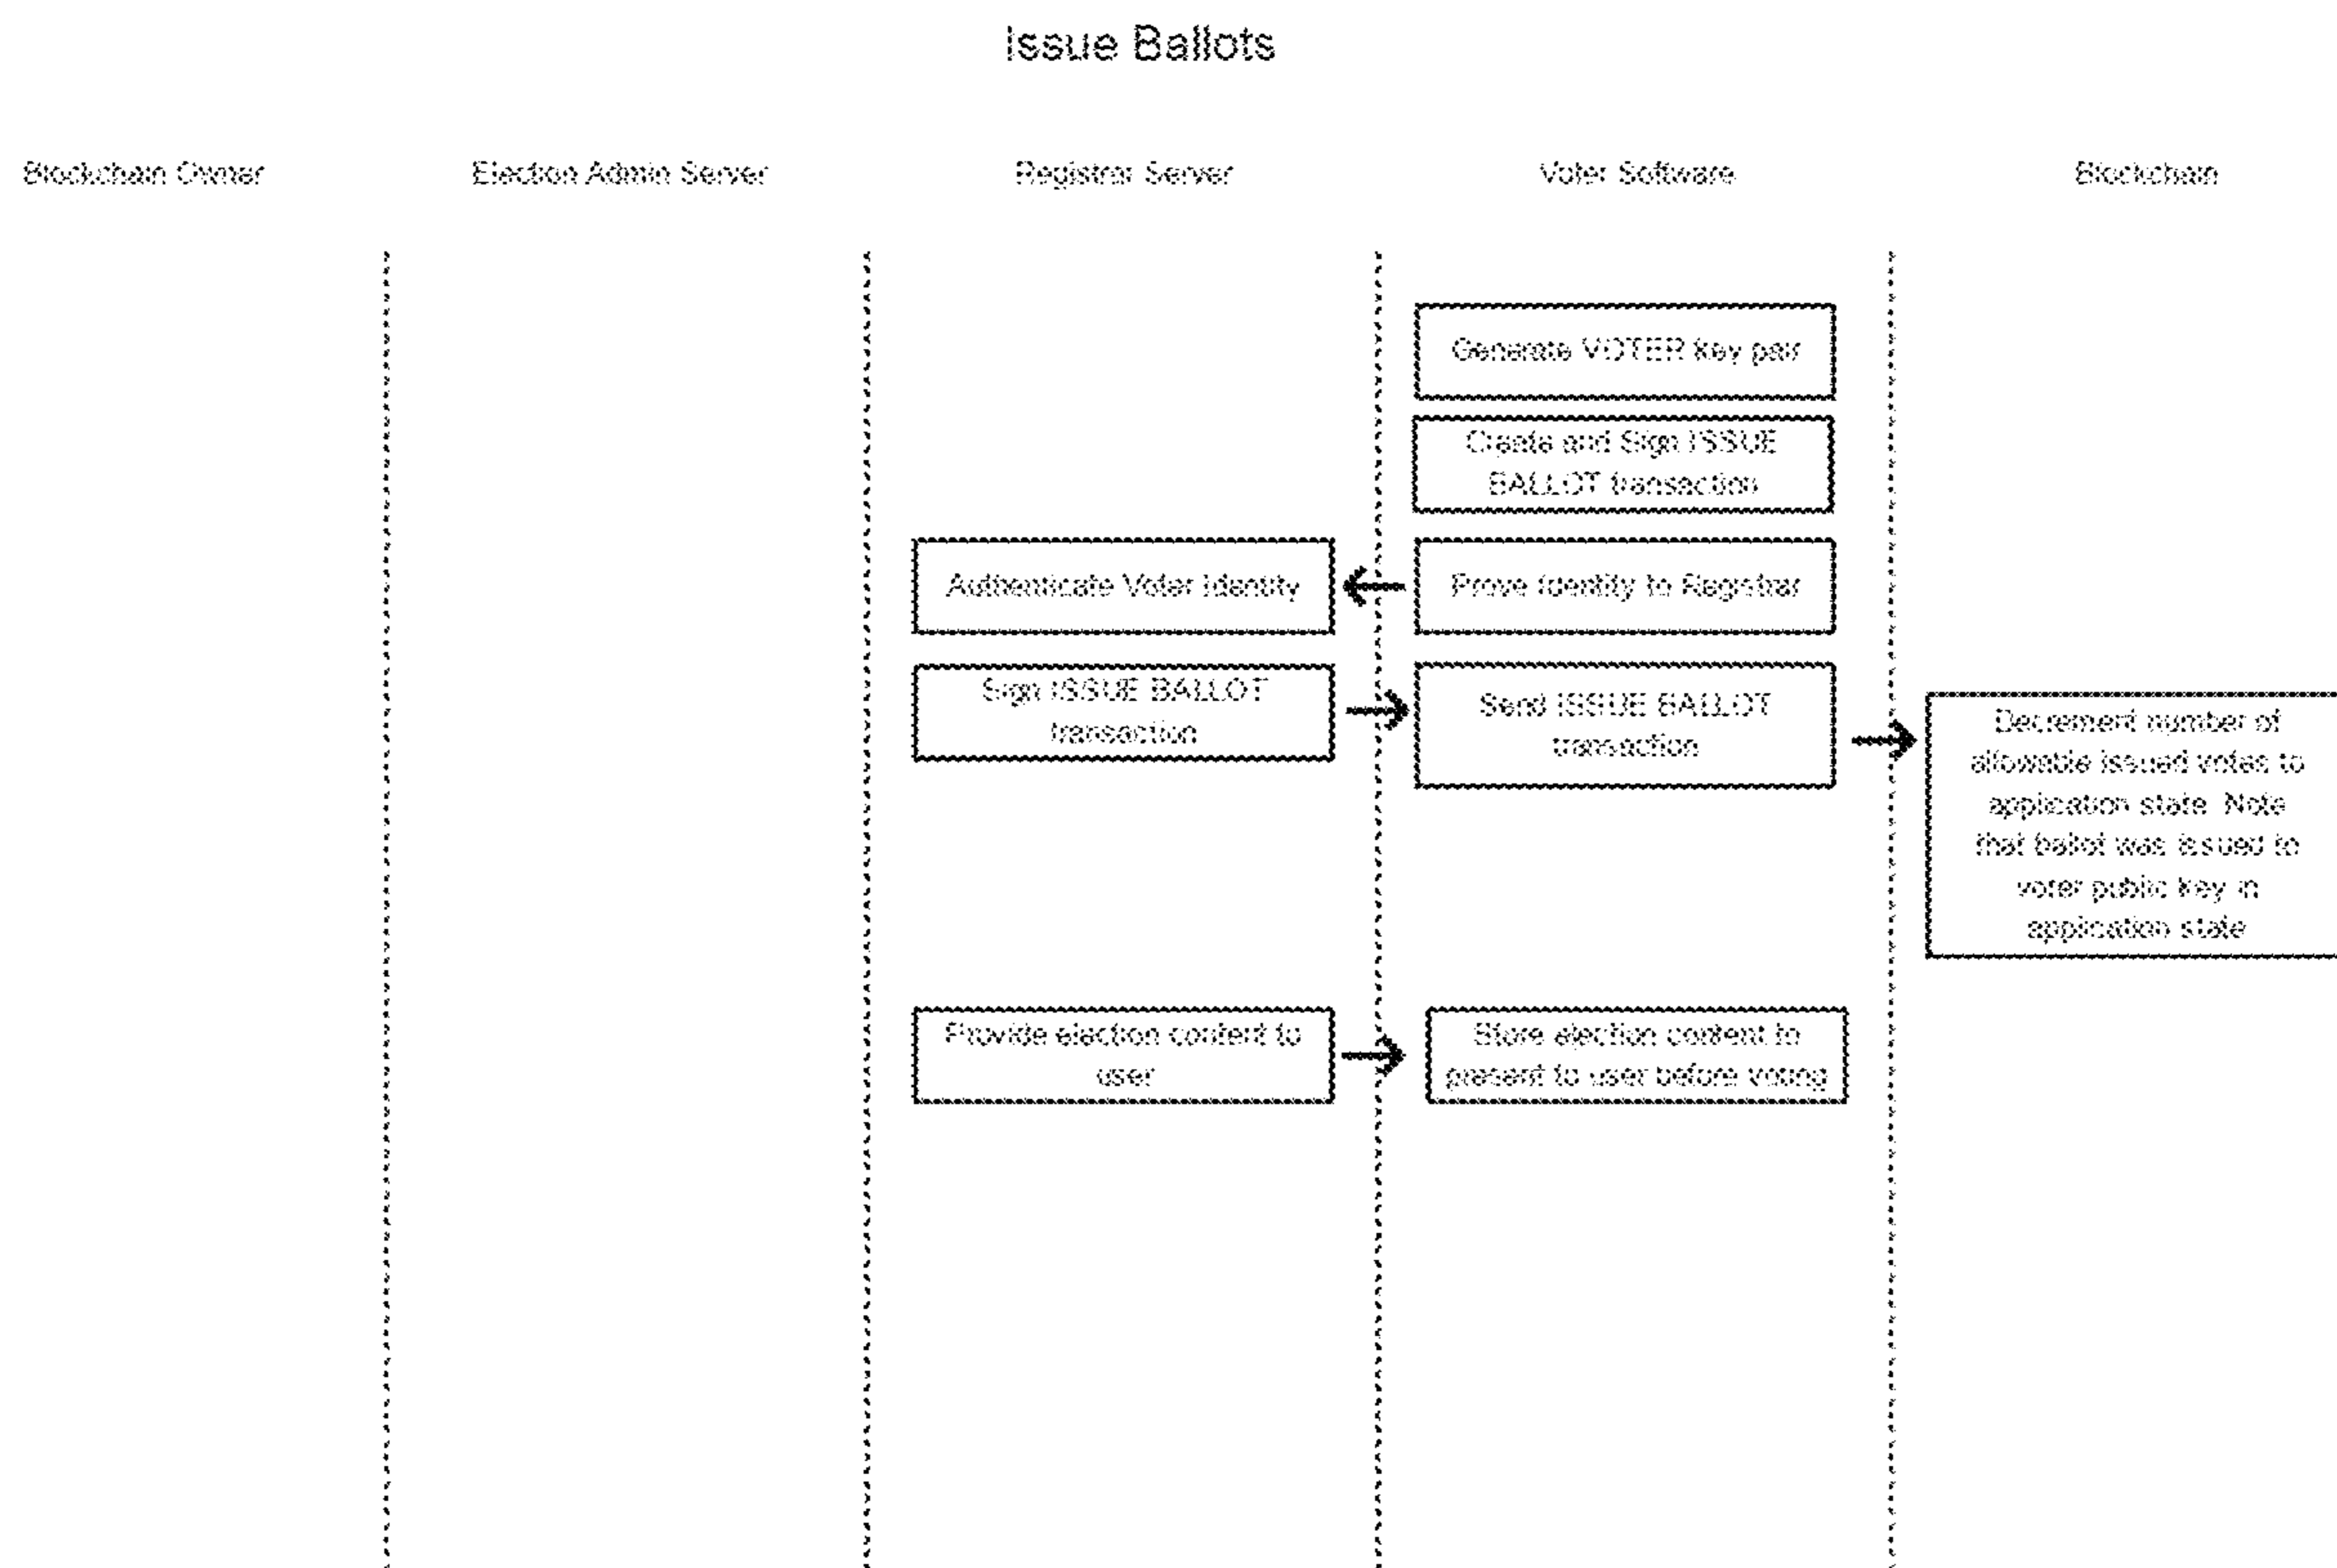 Issue Ballots
Blockchain Owner
Election Admin Server
Registrar Server
Voter Software
Blockchain
Generate VOTER key pair
Create and Sign ISSUE
BALLOT transaction
Authenticate Voter Identity
Prove Identity to Registrar
Sign ISSUE BALLOT
transaction
Send ISSUE BALLOT
transaction
Decrement number of
allowable issued votes to
application state. Note
that ballot was issued to
voter public key in
application state
Provide election content to
user
Store election content to
present to user before voting